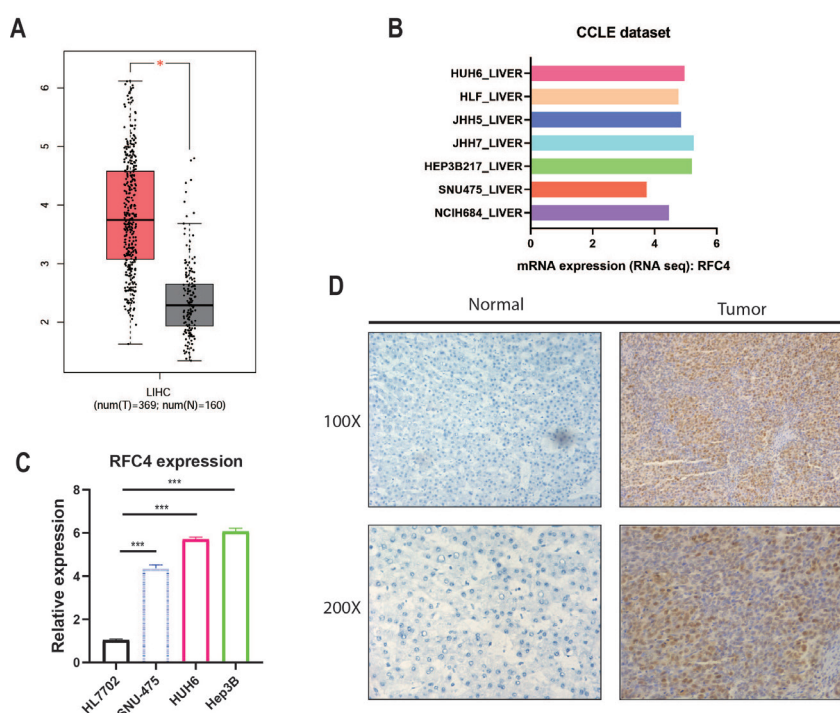 A
*
6
5
4
3
2
LIHC
(num(T)=369; num(N)=160)
B
CCLE dataset
HUH6_LIVER
HLF_LIVER
JHH5_LIVER
JHH7_LIVER
HEP3B217_LIVER
SNU475_LIVER
NCIH684_LIVER
0 2 4 6
mRNA expression (RNA seq): RFC4
C
RFC4 expression
Relative expression
8
6
4
2
0
***
***
***
HL7702
SNU-475
HUH6
Hep3B
D
Normal Tumor
100X
200X